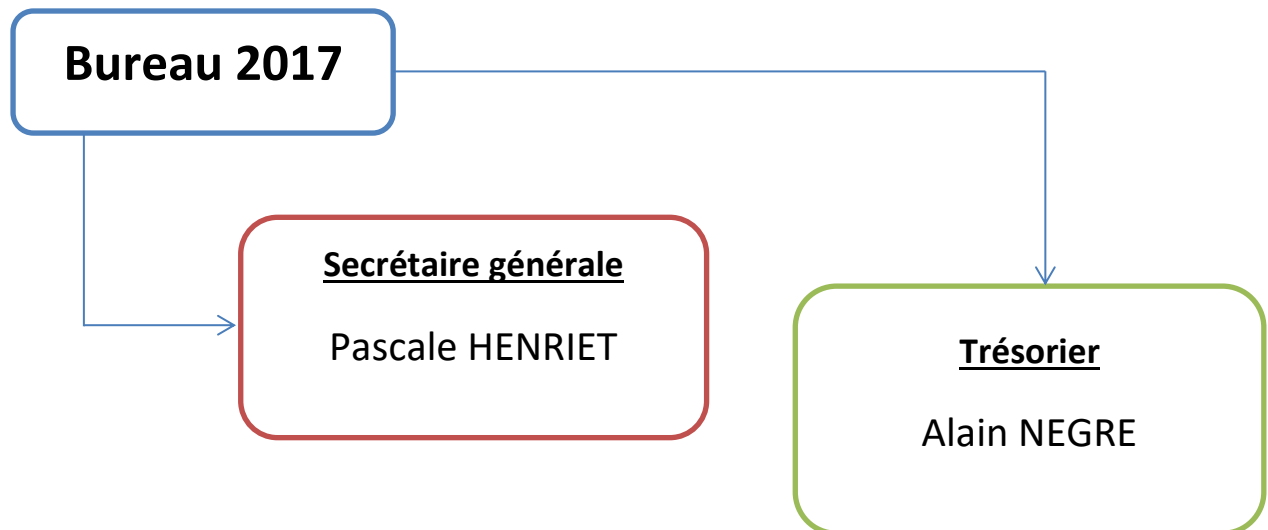 Bureau 2017
Secrétaire générale
Pascale HENRIET
Trésorier
Alain NEGRE